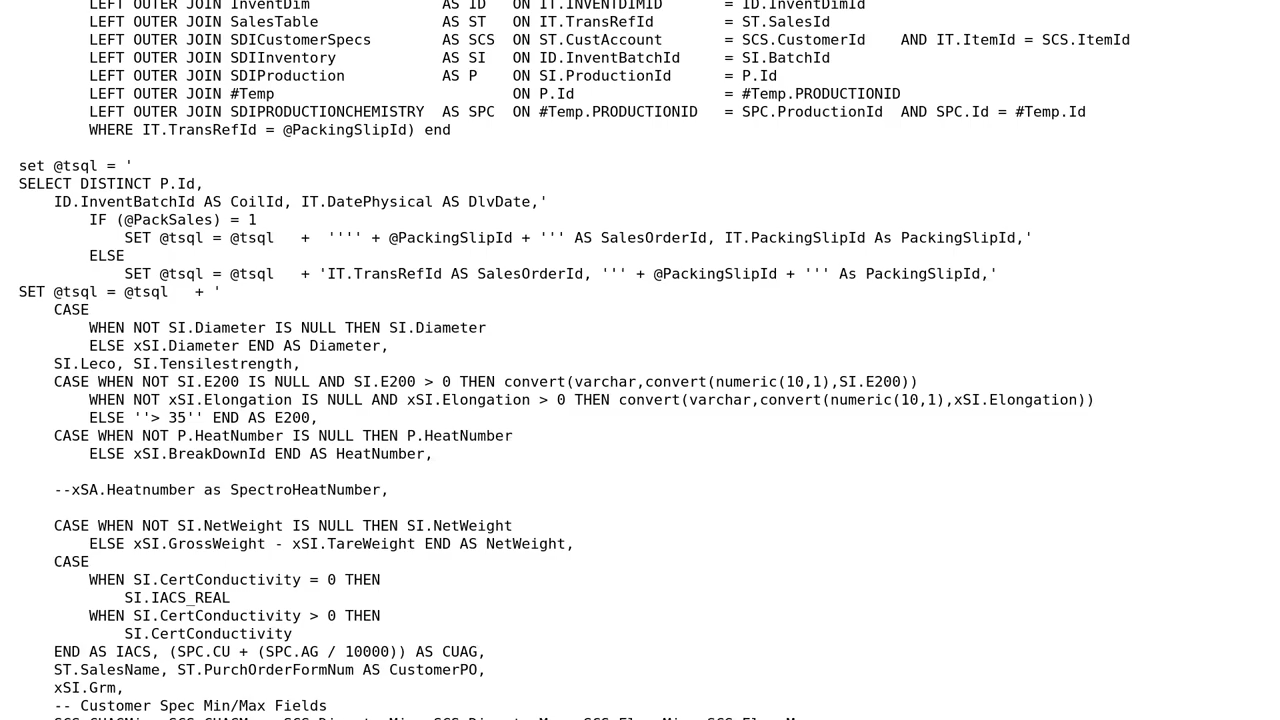 LEFT OUTER JOIN InventDim AS ID ON IT.INVENTDIMID = ID.InventDimId
LEFT OUTER JOIN SalesTable AS ST ON IT.TransRefId = ST.SalesId
LEFT OUTER JOIN SDICustomerSpecs AS SCS ON ST.CustAccount = SCS.CustomerId AND IT.ItemId = SCS.ItemId
LEFT OUTER JOIN SDIInventory AS SI ON ID.InventBatchId = SI.BatchId
LEFT OUTER JOIN SDIProduction AS P ON SI.ProductionId = P.Id
LEFT OUTER JOIN #Temp ON P.Id = #Temp.PRODUCTIONID
LEFT OUTER JOIN SDIPRODUCTIONCHEMISTRY AS SPC ON #Temp.PRODUCTIONID = SPC.ProductionId AND SPC.Id = #Temp.Id
WHERE IT.TransRefId = @PackingSlipId) end
set @tsql = '
SELECT DISTINCT P.Id,
ID.InventBatchId AS CoilId, IT.DatePhysical AS DlvDate,'
IF (@PackSales) = 1
SET @tsql = @tsql + '''' + @PackingSlipId + ''' AS SalesOrderId, IT.PackingSlipId As PackingSlipId,'
ELSE
SET @tsql = @tsql + 'IT.TransRefId AS SalesOrderId, ''' + @PackingSlipId + ''' As PackingSlipId,'
SET @tsql = @tsql + '
CASE
WHEN NOT SI.Diameter IS NULL THEN SI.Diameter
ELSE xSI.Diameter END AS Diameter,
SI.Leco, SI.Tensilestrength,
CASE WHEN NOT SI.E200 IS NULL AND SI.E200 > 0 THEN convert(varchar,convert(numeric(10,1),SI.E200))
WHEN NOT xSI.Elongation IS NULL AND xSI.Elongation > 0 THEN convert(varchar,convert(numeric(10,1),xSI.Elongation))
ELSE ''> 35'' END AS E200,
CASE WHEN NOT P.HeatNumber IS NULL THEN P.HeatNumber
ELSE xSI.BreakDownId END AS HeatNumber,
--xSA.Heatnumber as SpectroHeatNumber,
CASE WHEN NOT SI.NetWeight IS NULL THEN SI.NetWeight
ELSE xSI.GrossWeight - xSI.TareWeight END AS NetWeight,
CASE
WHEN SI.CertConductivity = 0 THEN
SI.IACS_REAL
WHEN SI.CertConductivity > 0 THEN
SI.CertConductivity
END AS IACS, (SPC.CU + (SPC.AG / 10000)) AS CUAG,
ST.SalesName, ST.PurchOrderFormNum AS CustomerPO,
xSI.Grm,
-- Customer Spec Min/Max Fields